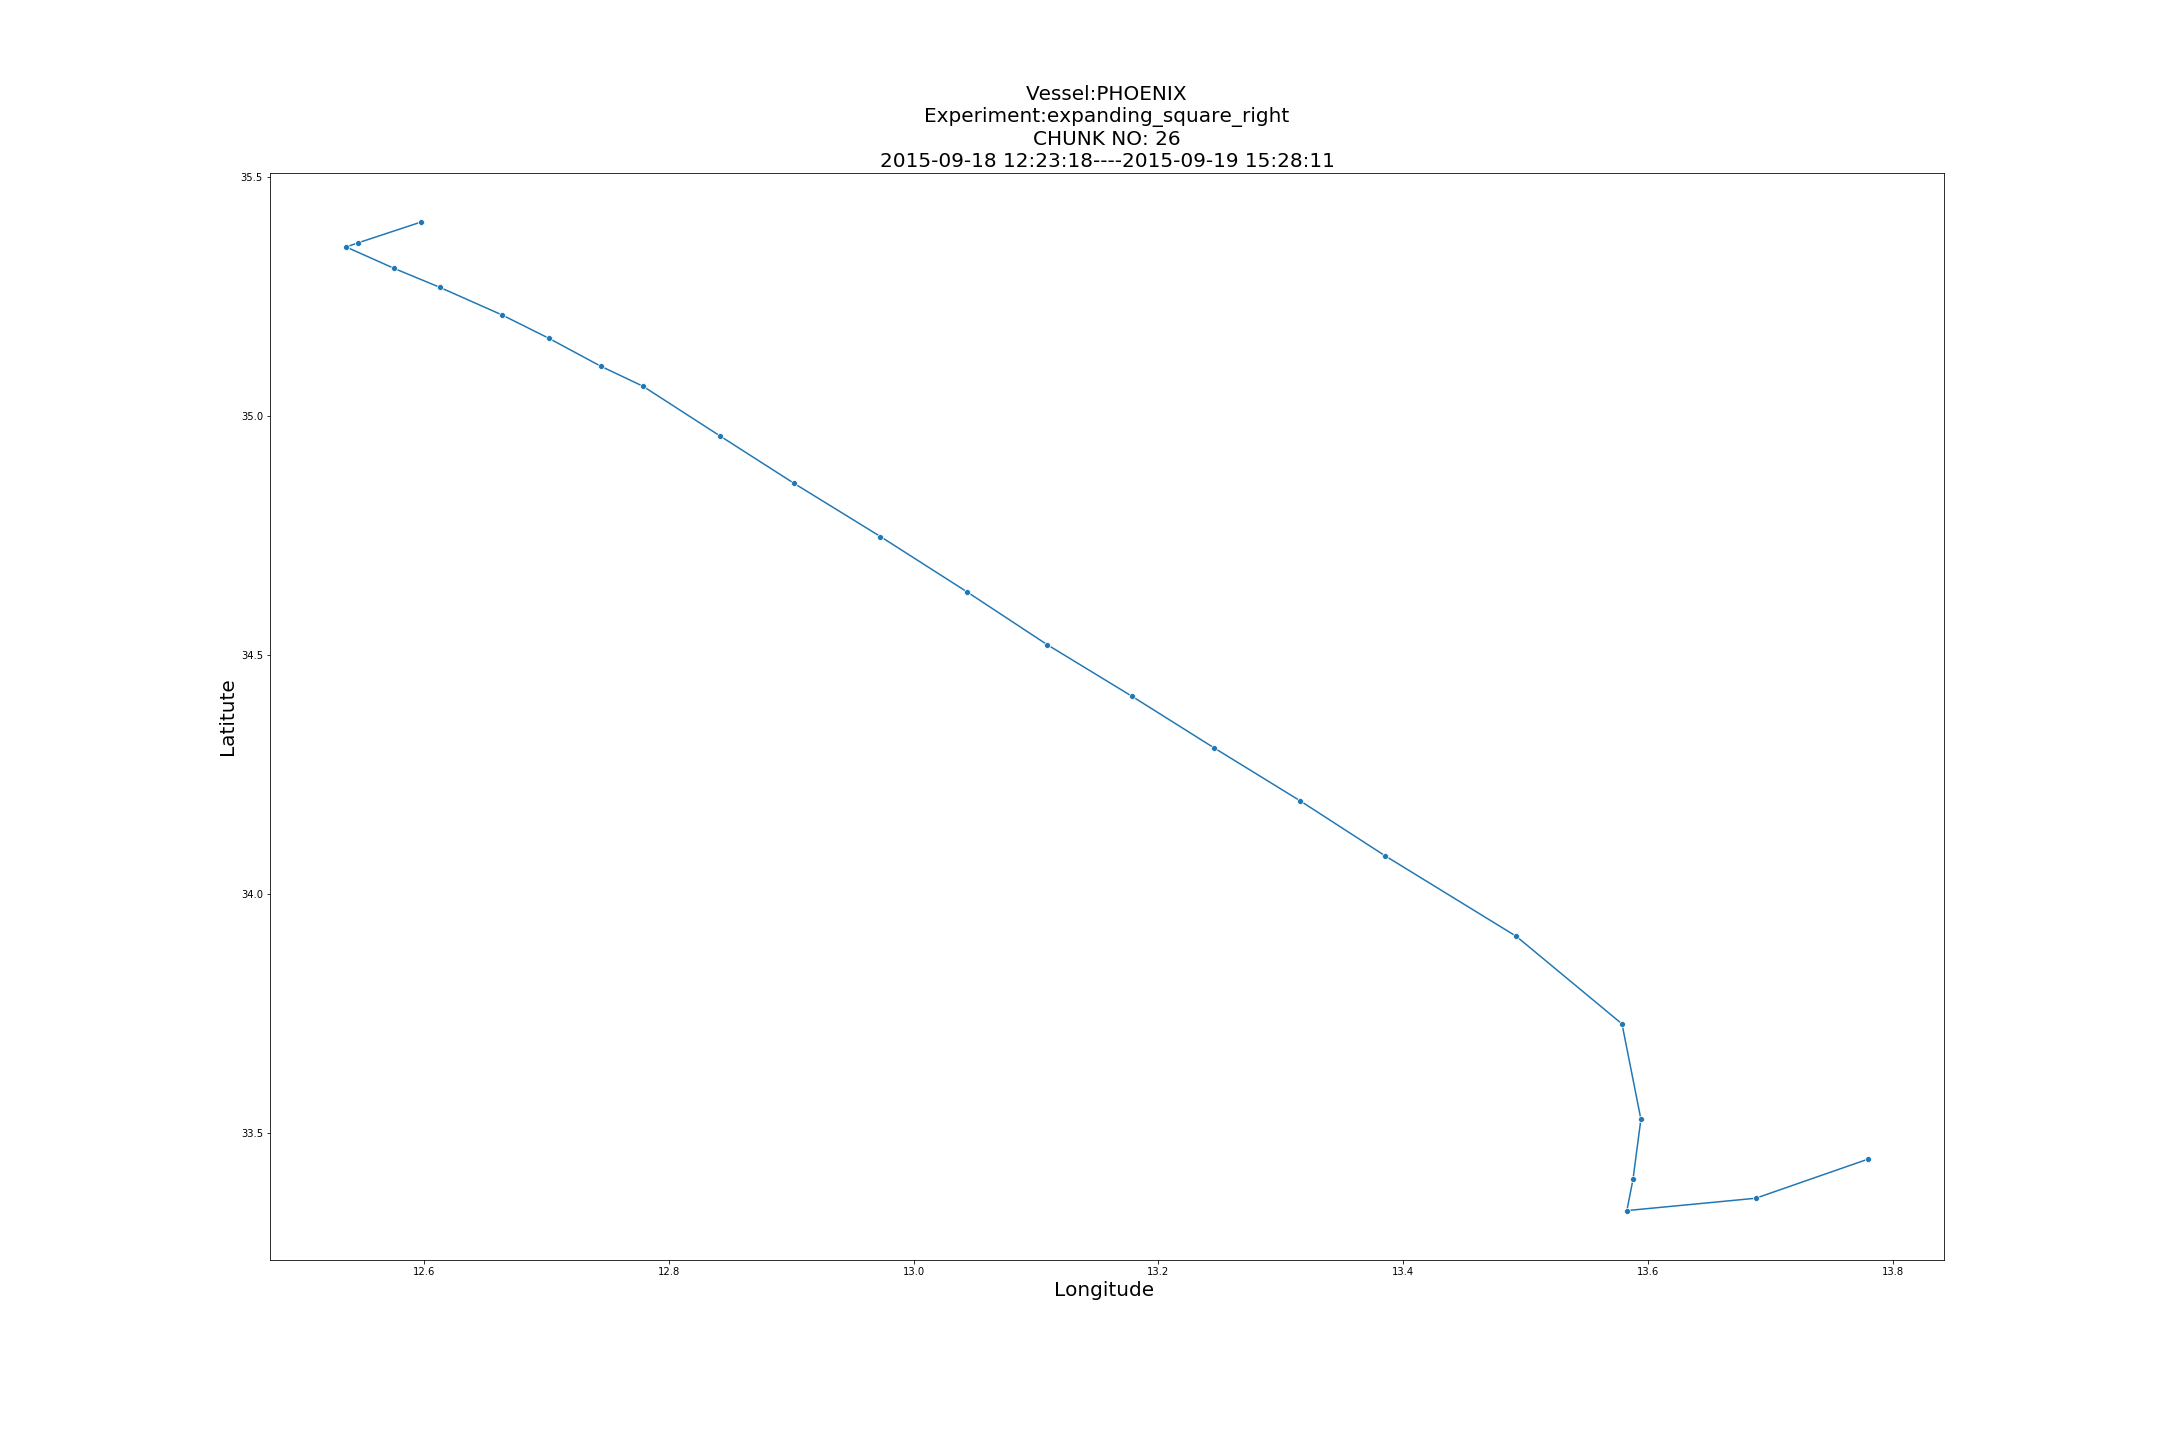 Vessel:PHOENIX
Experiment:expanding_square_right
CHUNK NO: 26
2015-09-18 12:23:18----2015-09-19 15:28:11
35.5
35.0
34.5
34.0
33.5
Latitute
12.6 12.8 13.0 13.2 13.4 13.6 13.8
Longitude